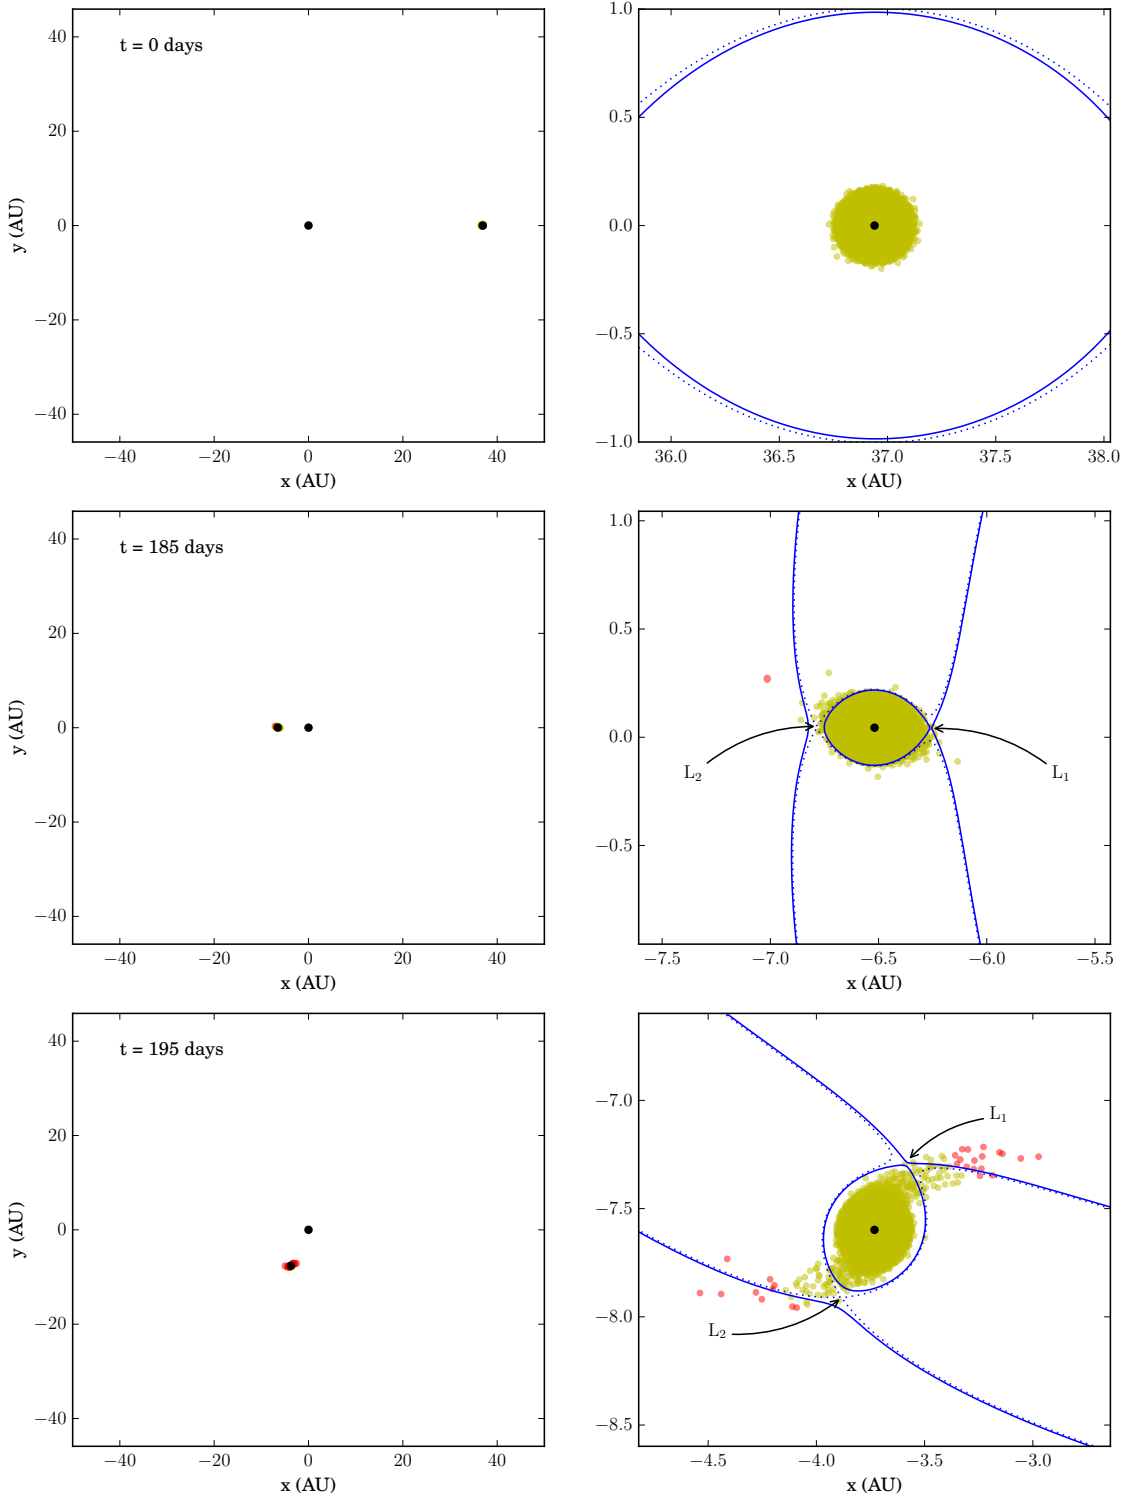 40
20
0
−20
−40
y (AU)
t = 0 days
−40 −20 0 20 40
x (AU)
1.0
0.5
0.0
−0.5
−1.0
36.0 36.5 37.0 37.5 38.0
x (AU)
40
20
0
−20
−40
y (AU)
t = 185 days
−40 −20 0 20 40
x (AU)
1.0
0.5
0.0
−0.5
L2
L1
−7.5 −7.0 −6.5 −6.0 −5.5
x (AU)
40
20
0
−20
−40
y (AU)
t = 195 days
−40 −20 0 20 40
x (AU)
−7.0
−7.5
−8.0
−8.5
L1
L2
−4.5 −4.0 −3.5 −3.0
x (AU)